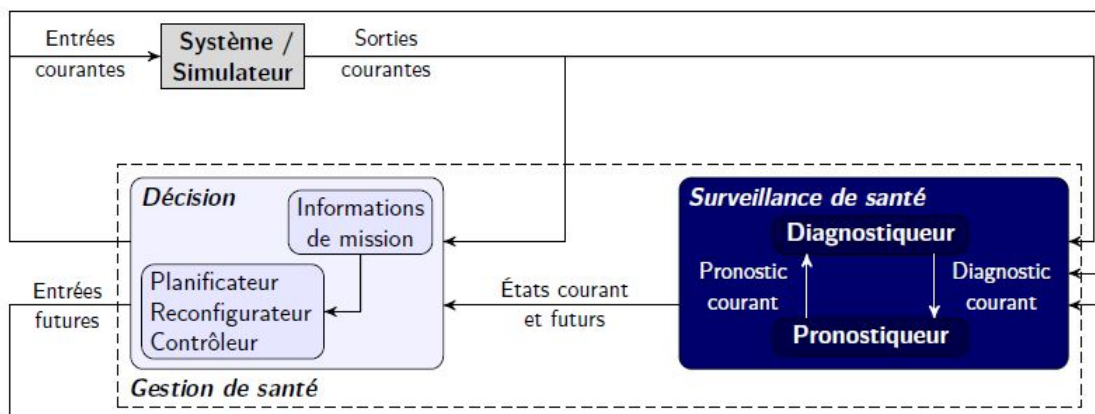 Entrées
courantes
Système /
Simulateur
Sorties
courantes
Décision
Informations
de mission
Planificateur
Reconfigurateur
Contrôleur
Entrées
futures
États courant
et futurs
Surveillance de santé
Diagnostiqueur
Pronostic
courant
Diagnostic
courant
Pronostiqueur
Gestion de santé